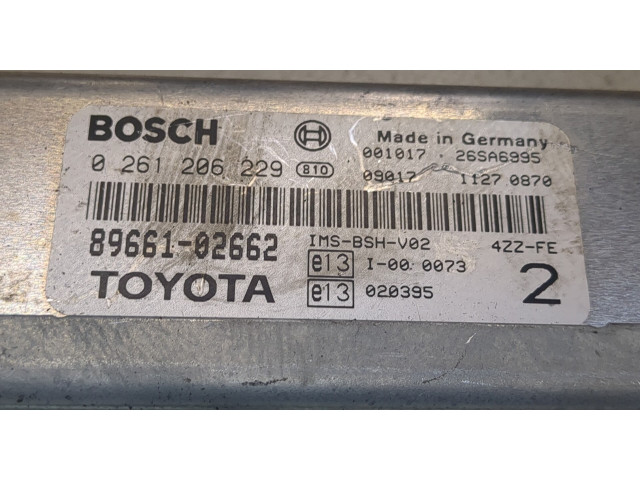 BOSCH Made in Germany
0 261 206 229 810 001017 26SA6995
09017 1127 0870
89661-02662 IMS-BSH-V02 4ZZ-FE
TOYOTA e13 I-00 0073 2
e13 020395